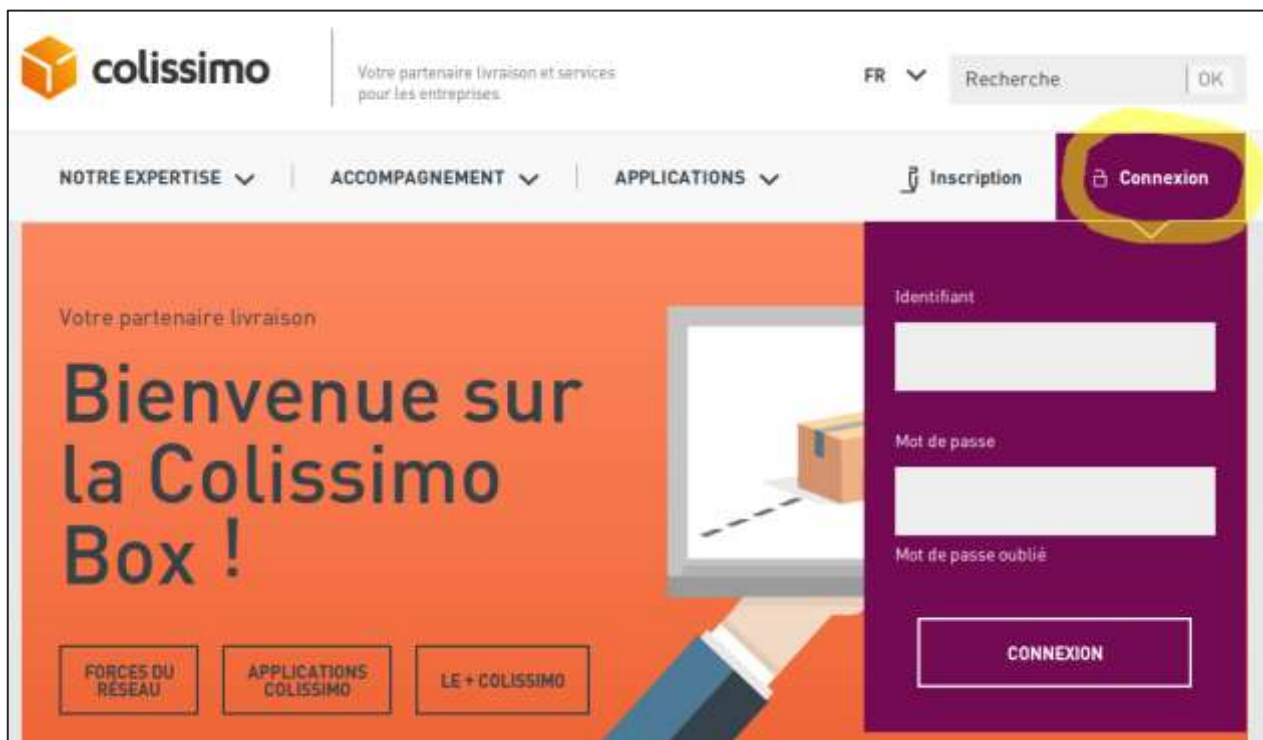 colissimo
Votre partenaire livraison et services
pour les entreprises
FR
Recherche
OK
NOTRE EXPERTISE
ACCOMPAGNEMENT
APPLICATIONS
Inscription
Connexion
Votre partenaire livraison
Bienvenue sur
la Colissimo
Box !
FORCES DU
RÉSEAU
APPLICATIONS
COLISSIMO
LE + COLISSIMO
Identifiant
Mot de passe
Mot de passe oublié
CONNEXION